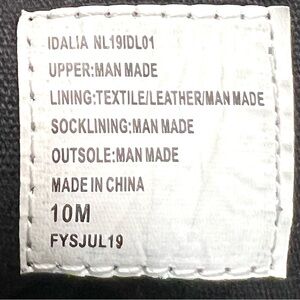 IDALIA NL19IDL01
UPPER:MAN MADE
LINING:TEXTILE/LEATHER/MAN MADE
SOCKLINING:MAN MADE
OUTSOLE:MAN MADE
MADE IN CHINA
10M
FYSJUL19